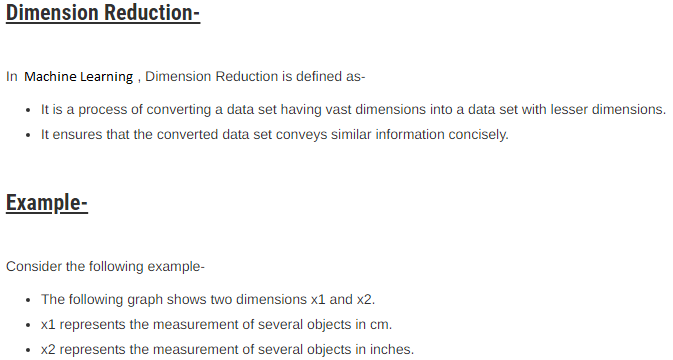 Dimension Reduction-
In Machine Learning , Dimension Reduction is defined as-
• It is a process of converting a data set having vast dimensions into a data set with lesser dimensions.
• It ensures that the converted data set conveys similar information concisely.
Example-
Consider the following example-
• The following graph shows two dimensions x1 and x2.
• x1 represents the measurement of several objects in cm.
• x2 represents the measurement of several objects in inches.